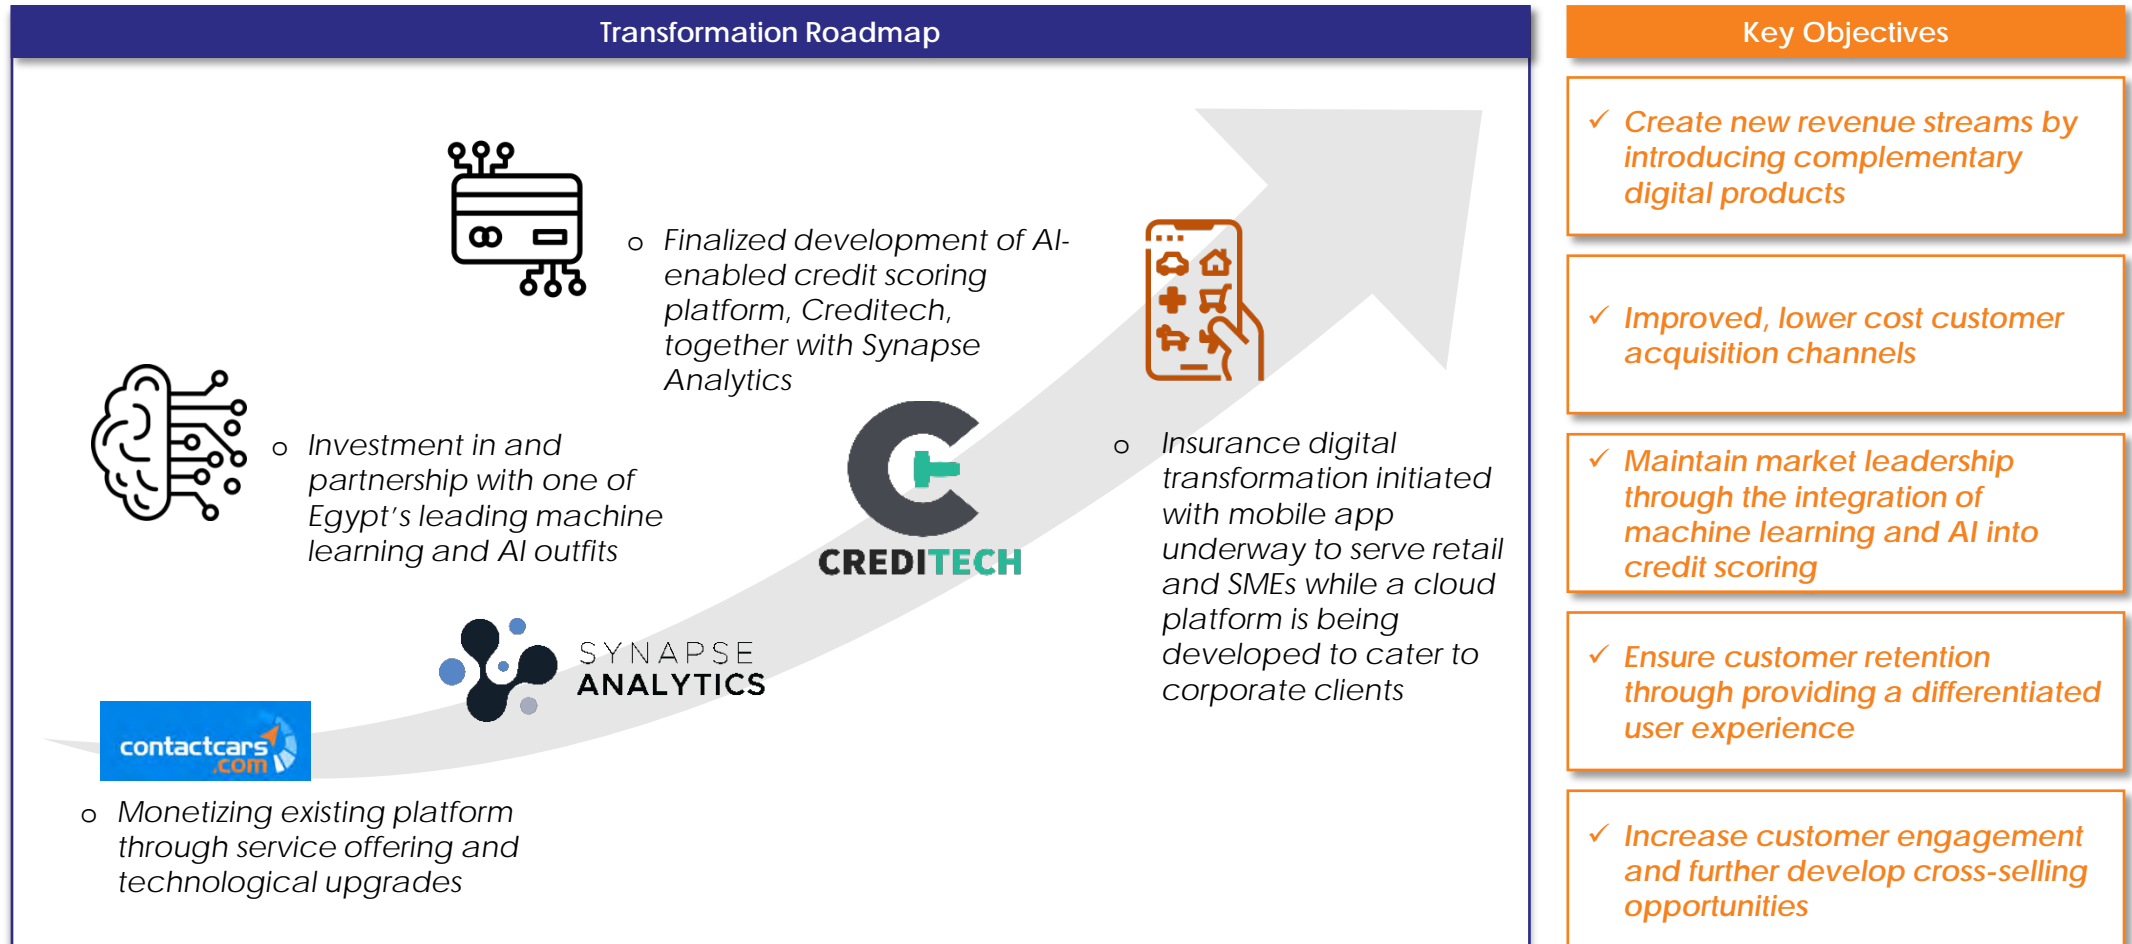 Transformation Roadmap
o Finalized development of AI-
enabled credit scoring
platform, Creditech,
together with Synapse
Analytics
o Investment in and
partnership with one of
Egypt's leading machine
learning and AI outfits
CREDITECH
o Insurance digital
transformation initiated
with mobile app
underway to serve retail
and SMEs while a cloud
platform is being
developed to cater to
corporate clients
SYNAPSE
ANALYTICS
contactcars
.com
o Monetizing existing platform
through service offering and
technological upgrades
Key Objectives
✓ Create new revenue streams by
introducing complementary
digital products
✓ Improved, lower cost customer
acquisition channels
✓ Maintain market leadership
through the integration of
machine learning and AI into
credit scoring
✓ Ensure customer retention
through providing a differentiated
user experience
✓ Increase customer engagement
and further develop cross-selling
opportunities